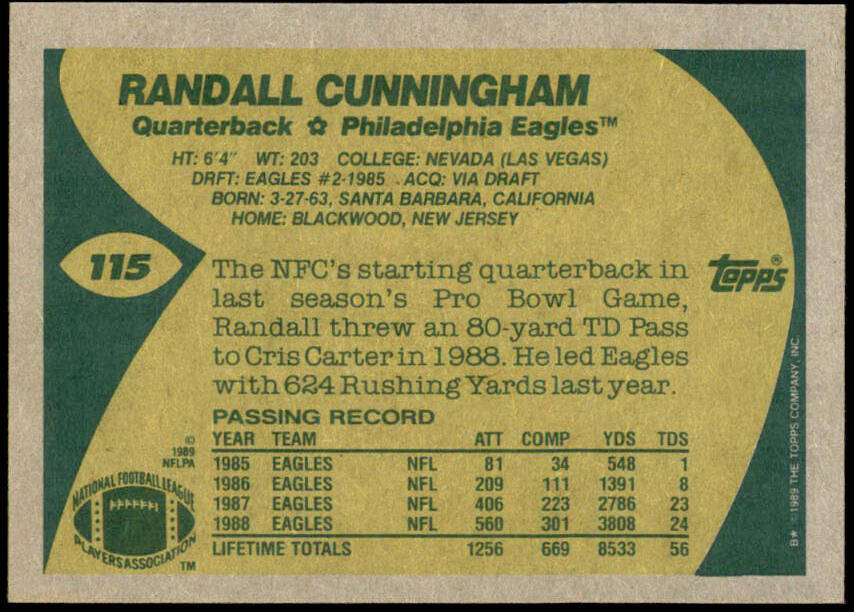 RANDALL CUNNINGHAM
Quarterback ✿ Philadelphia Eagles™
HT: 6'4" WT: 203 COLLEGE: NEVADA (LAS VEGAS)
DRFT: EAGLES #2-1985 ACQ: VIA DRAFT
BORN: 3-27-63, SANTA BARBARA, CALIFORNIA
HOME: BLACKWOOD, NEW JERSEY
115
The NFC's starting quarterback in
last season's Pro Bowl Game,
Randall threw an 80-yard TD Pass
to Cris Carter in 1988. He led Eagles
with 624 Rushing Yards last year.
Topps®
PASSING RECORD
YEAR TEAM ATT COMP YDS TDS
1985 EAGLES NFL 81 34 548 1
1986 EAGLES NFL 209 111 1391 8
1987 EAGLES NFL 406 223 2786 23
1988 EAGLES NFL 560 301 3808 24
LIFETIME TOTALS 1256 669 8533 56
©
1989
NFLPA
NATIONAL FOOTBALL LEAGUE
PLAYERS ASSOCIATION
TM
B* ©1989 THE TOPPS COMPANY, INC.